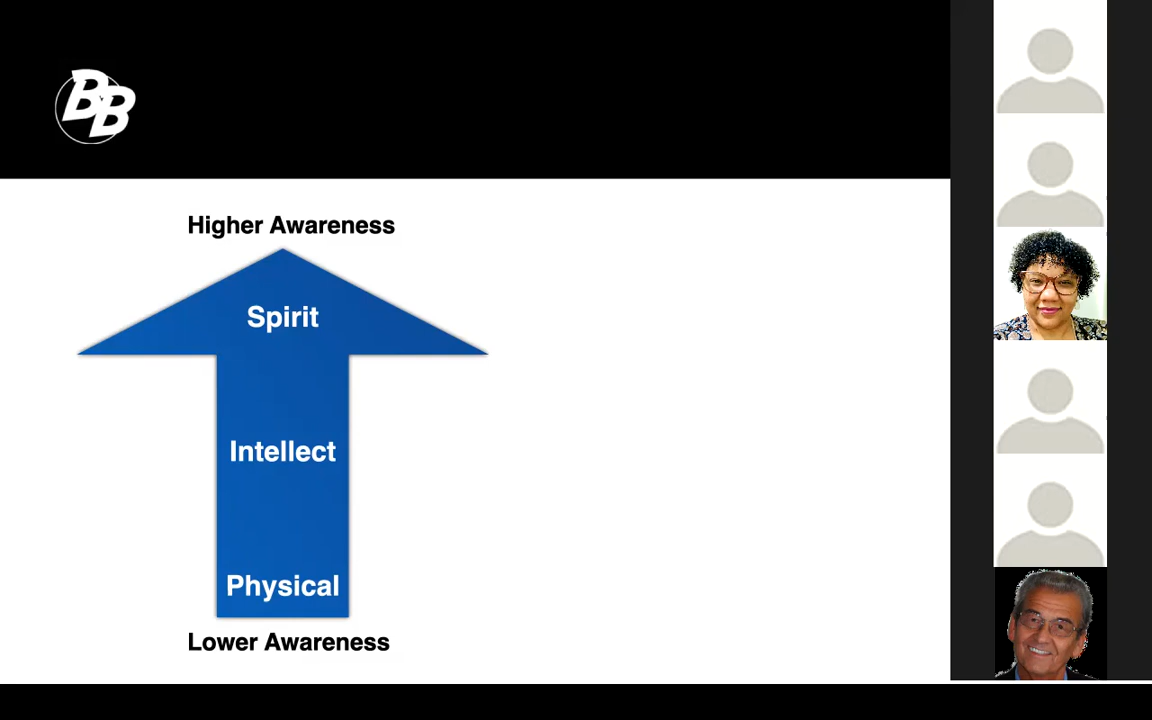 BB
Higher Awareness
Spirit
Intellect
Physical
Lower Awareness